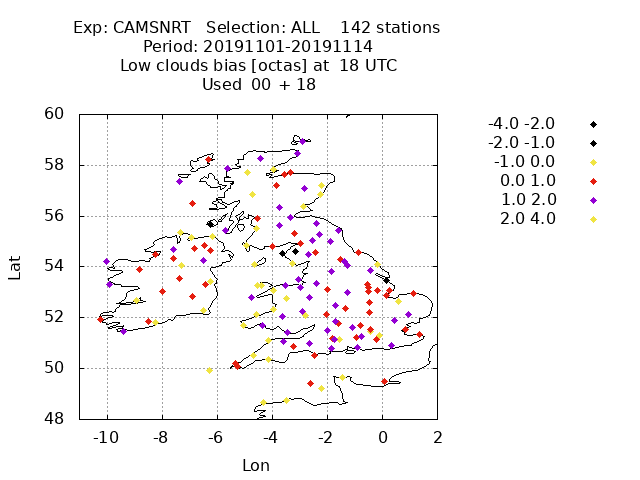 Exp: CAMSNRT   Selection: ALL    142 stations
Period: 20191101-20191114
Low clouds bias [octas] at  18 UTC
Used  00 + 18
-4.0 -2.0
-2.0 -1.0
-1.0 0.0
0.0 1.0
1.0 2.0
2.0 4.0
60
58
56
54
52
50
48
Lat
-10 -8 -6 -4 -2 0 2
Lon